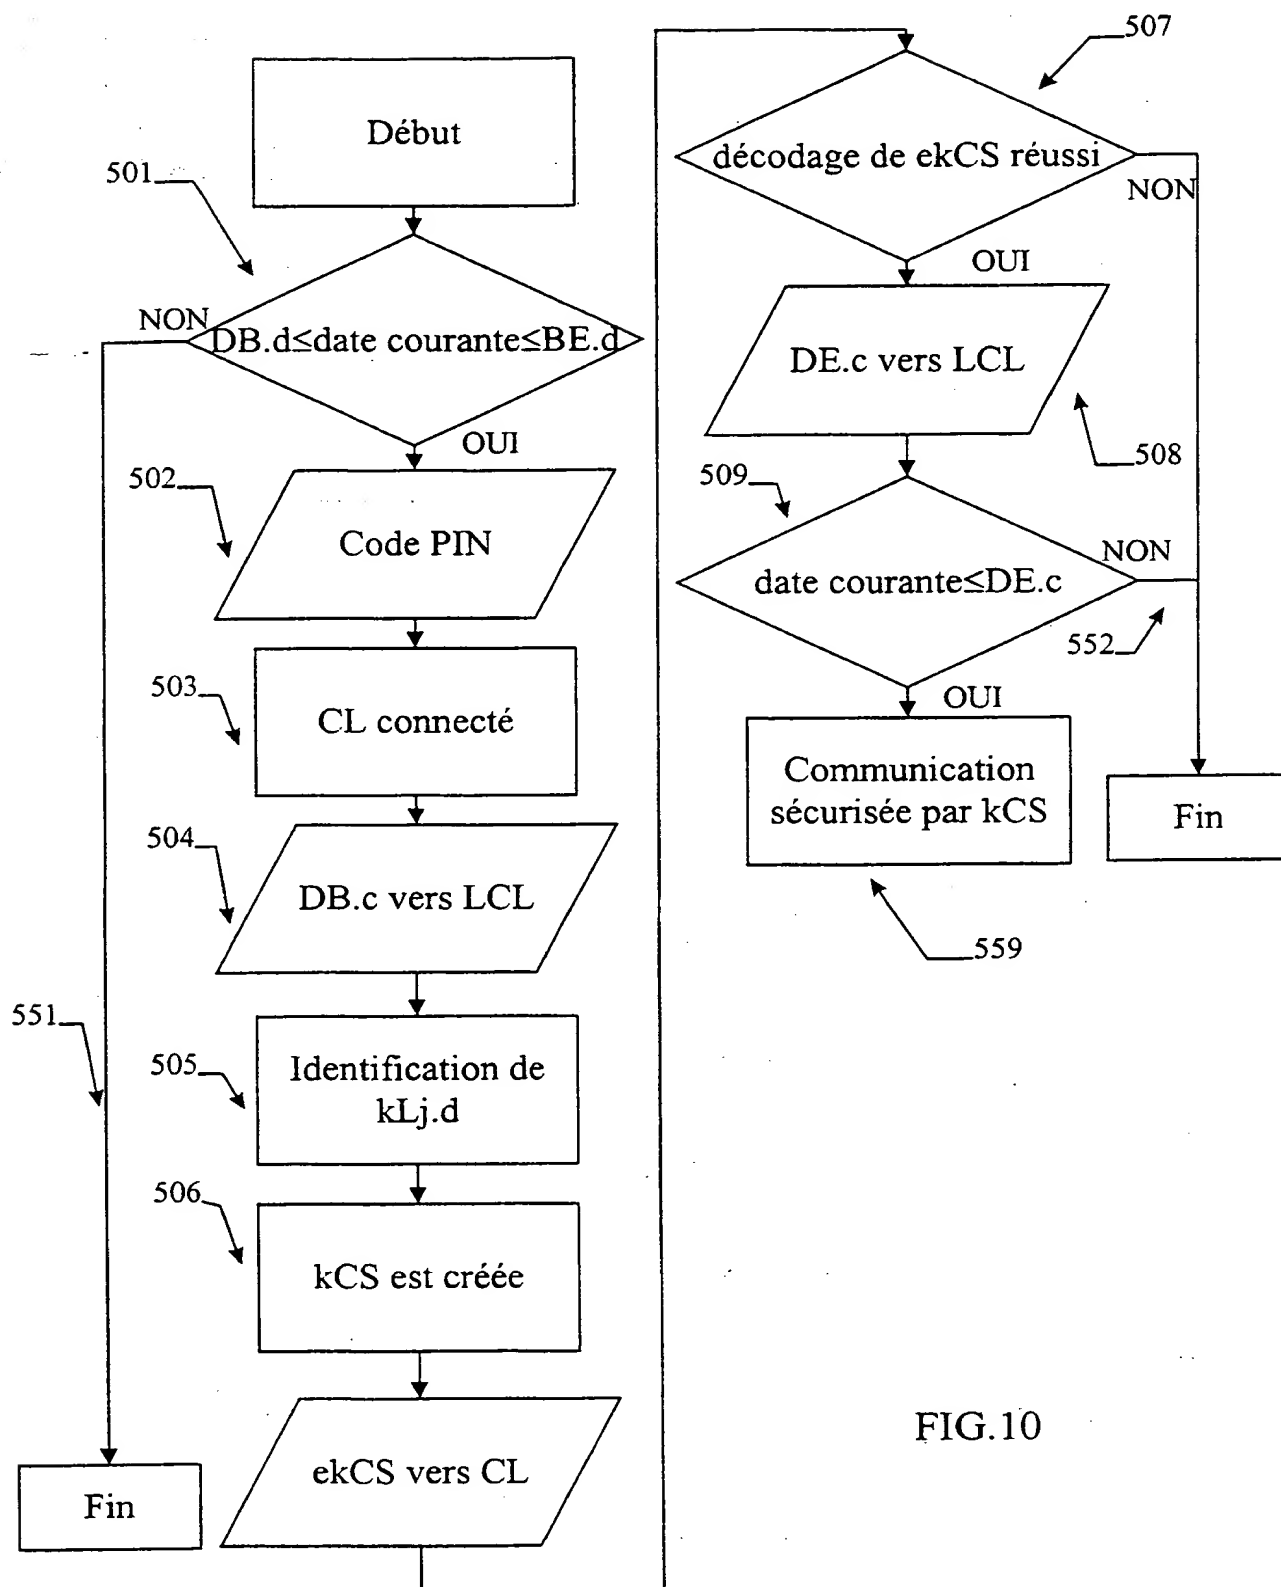 Début
501
NON
DB.d≤date courante≤BE.d
OUI
502
Code PIN
503
CL connecté
504
DB.c vers LCL
551
505
Identification de
kLj.d
506
kCS est créée
ekCS vers CL
Fin
507
décodage de ekCS réussi
NON
OUI
DE.c vers LCL
508
509
NON
date courante≤DE.c
552
OUI
Communication
sécurisée par kCS
Fin
559
FIG.10